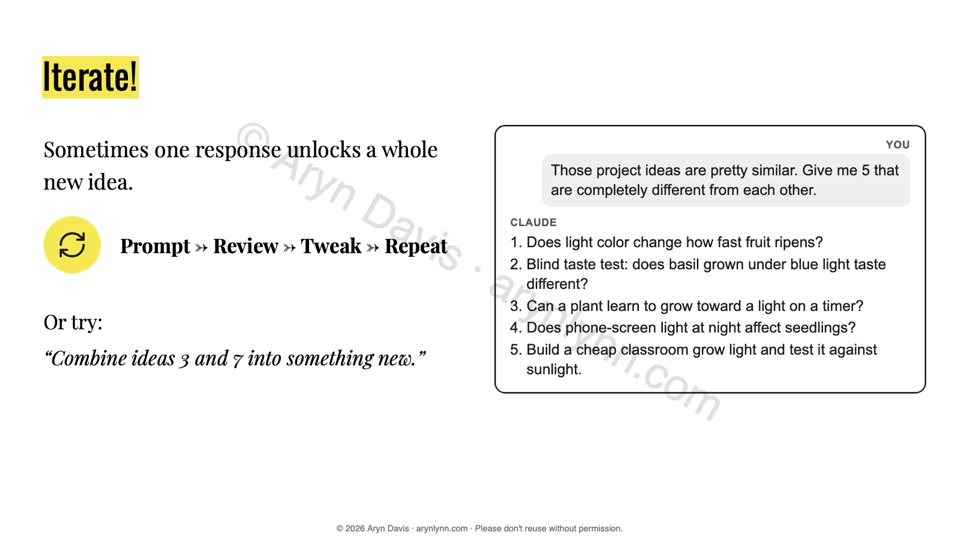 Iterate!
Sometimes one response unlocks a whole
new idea.
Prompt ➳ Review ➳ Tweak ➳ Repeat
Or try:
“Combine ideas 3 and 7 into something new.”
YOU
Those project ideas are pretty similar. Give me 5 that
are completely different from each other.
CLAUDE
1. Does light color change how fast fruit ripens?
2. Blind taste test: does basil grown under blue light taste
different?
3. Can a plant learn to grow toward a light on a timer?
4. Does phone-screen light at night affect seedlings?
5. Build a cheap classroom grow light and test it against
sunlight.
© Aryn Davis · arynlynn.com
© 2026 Aryn Davis · arynlynn.com · Please don't reuse without permission.